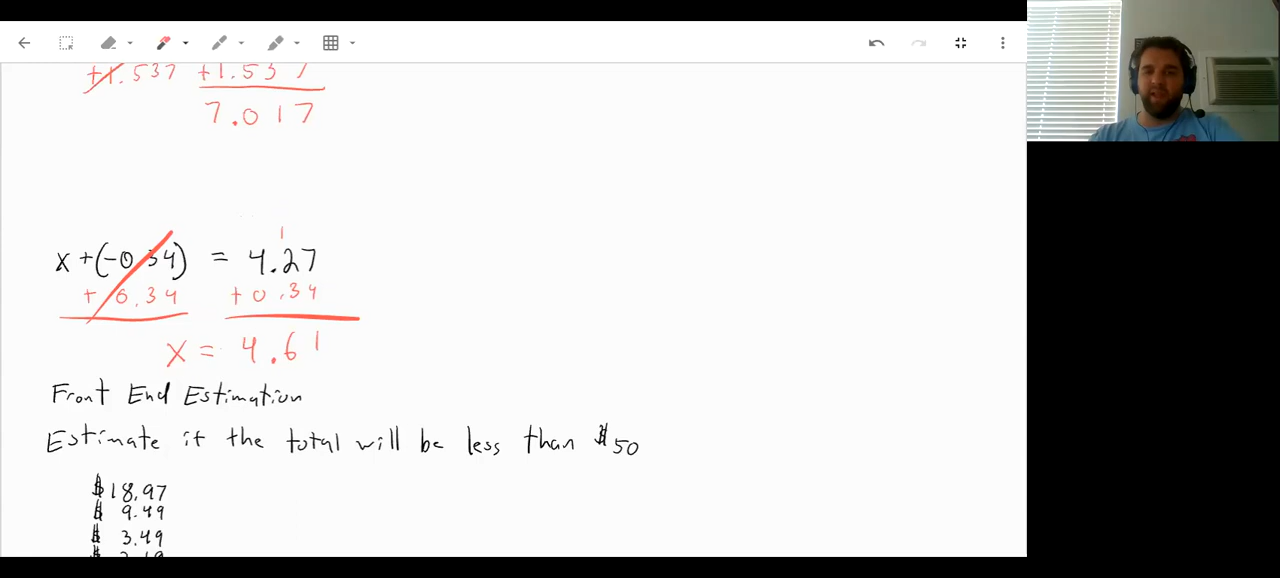 +1.537 +1.537
7.017
1
x+(-0.34) = 4.27
+0.34 +0.34
x = 4.61
Front End Estimation
Estimate if the total will be less than $50
$18.97
$ 9.49
$ 3.49